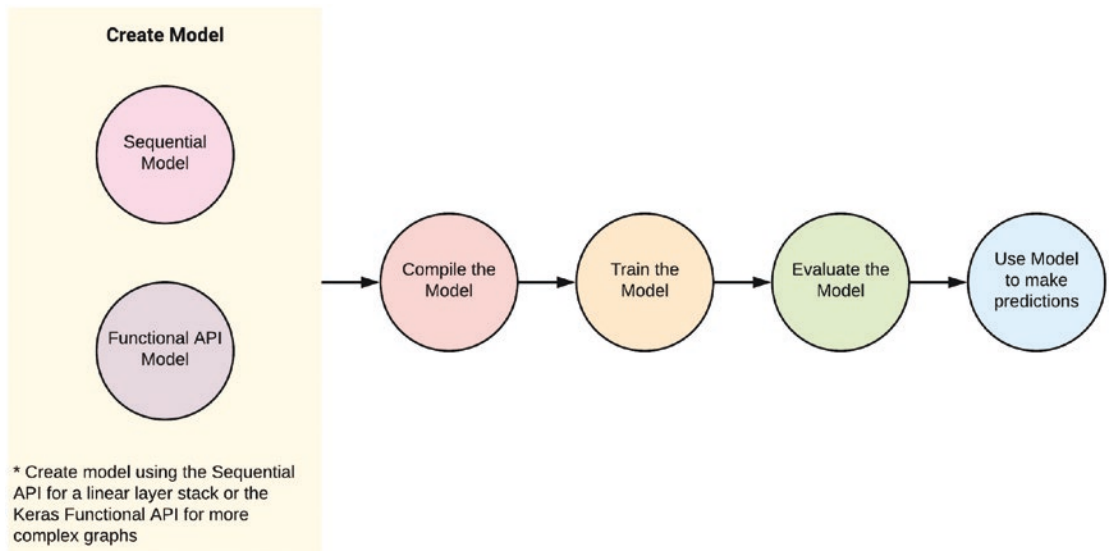 Create Model
Sequential
Model
Functional API
Model
* Create model using the Sequential
API for a linear layer stack or the
Keras Functional API for more
complex graphs
Compile the
Model
Train the
Model
Evaluate the
Model
Use Model
to make
predictions